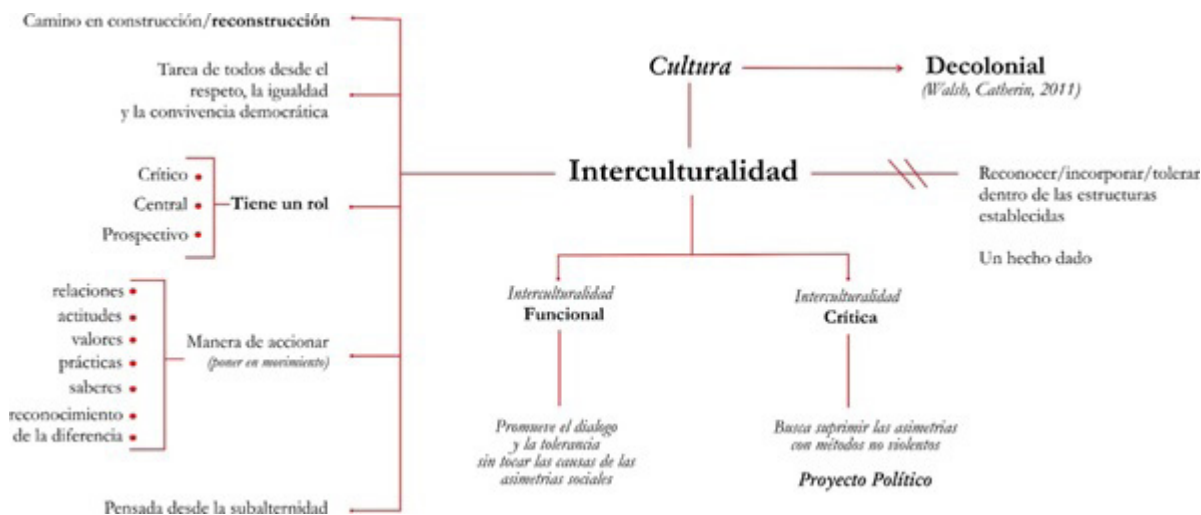 Camino en construcción/reconstrucción
Tarea de todos desde el
respeto, la igualdad
y la convivencia democrática
Crítico
Central
Prospectivo
Tiene un rol
relaciones
actitudes
valores
prácticas
saberes
reconocimiento
de la diferencia
Manera de accionar
(poner en movimiento)
Pensada desde la subalternidad
Cultura
Decolonial
(Walsh, Catherin, 2011)
Interculturalidad
Reconocer/incorporar/tolerar
dentro de las estructuras
establecidas
Un hecho dado
Interculturalidad
Funcional
Promueve el dialogo
y la tolerancia
sin tocar las causas de las
asimetrías sociales
Interculturalidad
Crítica
Busca suprimir las asimetrías
con métodos no violentos
Proyecto Político